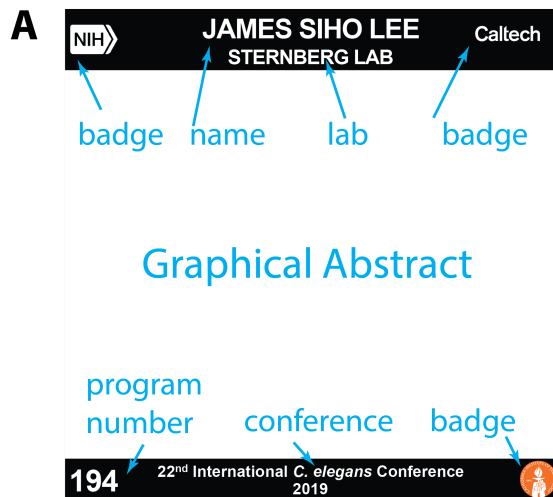 A
NIH
JAMES SIHO LEE
Caltech
STERNBERG LAB
badge name lab badge
Graphical Abstract
program
number conference badge
194
22nd International C. elegans Conference
2019